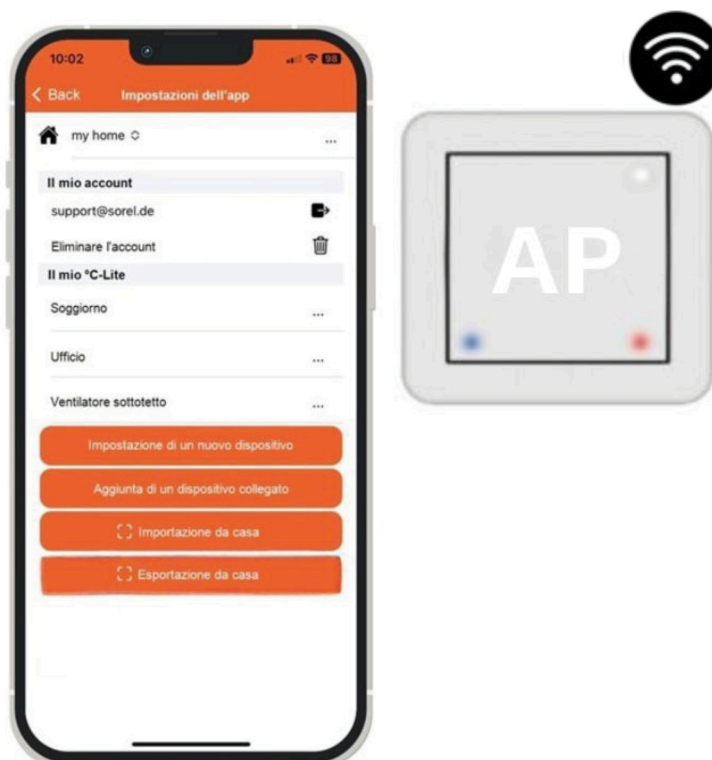 10:02
98
Back Impostazioni dell'app
my home
...
Il mio account
support@sorel.de
Eliminare l'account
Il mio °C-Lite
Soggiorno ...
Ufficio ...
Ventilatore sottotetto ...
Impostazione di un nuovo dispositivo
Aggiunta di un dispositivo collegato
Importazione da casa
Esportazione da casa
AP